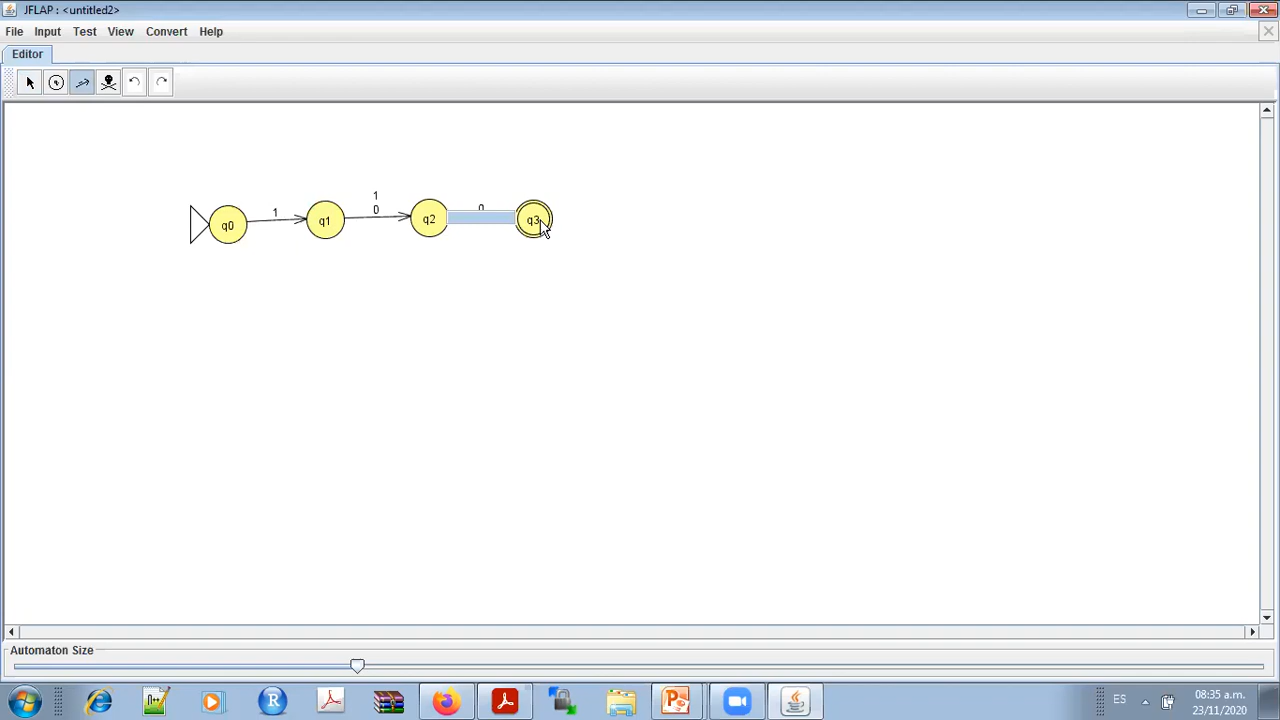 JFLAP : <untitled2>
File Input Test View Convert Help
Editor
1
1
0
0
q0
q1
q2
q3
Automaton Size
ES
08:35 a.m.
23/11/2020